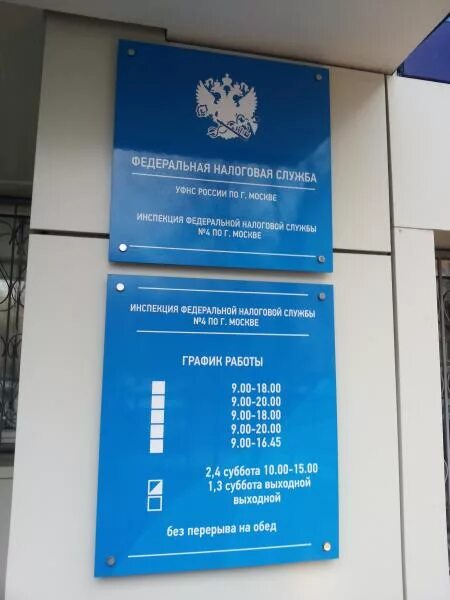 ФЕДЕРАЛЬНАЯ НАЛОГОВАЯ СЛУЖБА
УФНС РОССИИ ПО Г. МОСКВЕ
ИНСПЕКЦИЯ ФЕДЕРАЛЬНОЙ НАЛОГОВОЙ СЛУЖБЫ
№4 ПО Г. МОСКВЕ
ИНСПЕКЦИЯ ФЕДЕРАЛЬНОЙ НАЛОГОВОЙ СЛУЖБЫ
№4 ПО Г. МОСКВЕ
ГРАФИК РАБОТЫ
9.00-18.00
9.00-20.00
9.00-18.00
9.00-20.00
9.00-16.45
2,4 суббота 10.00-15.00
1,3 суббота выходной
выходной
без перерыва на обед